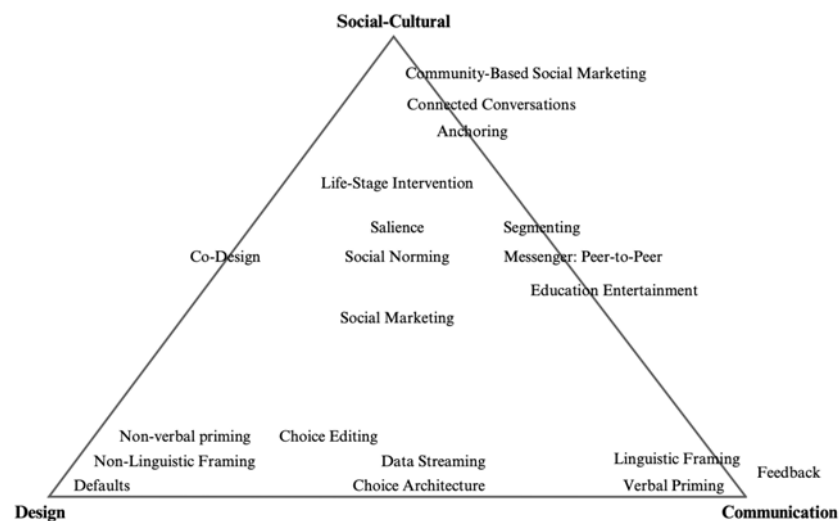 Social-Cultural
Community-Based Social Marketing
Connected Conversations
Anchoring
Life-Stage Intervention
Salience
Segmenting
Co-Design
Social Norming
Messenger: Peer-to-Peer
Education Entertainment
Social Marketing
Non-verbal priming
Choice Editing
Non-Linguistic Framing
Data Streaming
Linguistic Framing
Feedback
Defaults
Choice Architecture
Verbal Priming
Design
Communication